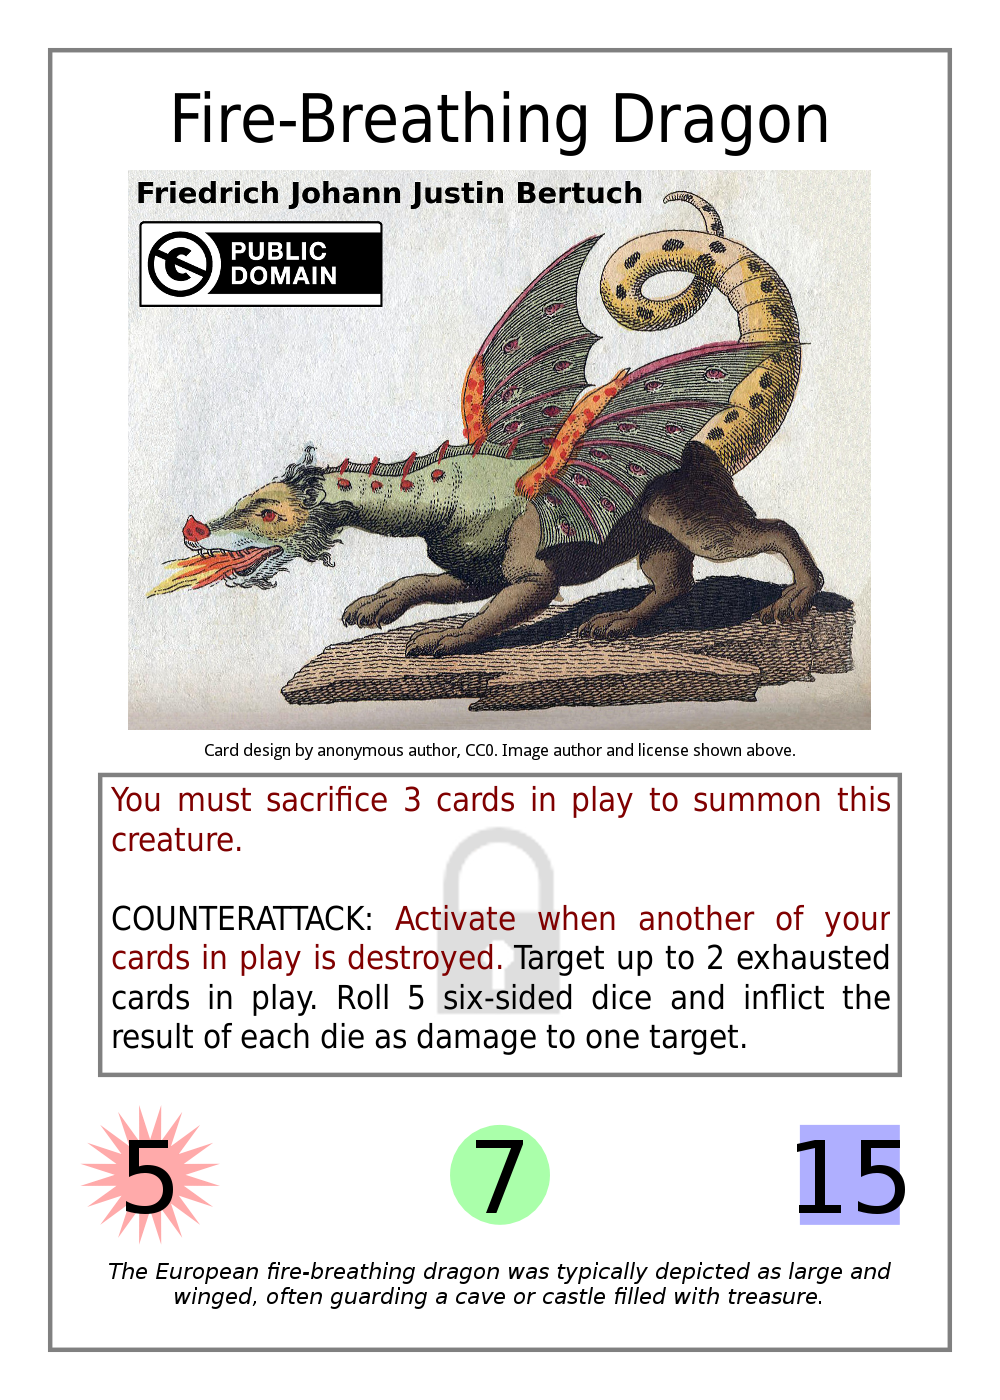 Fire-Breathing Dragon
Friedrich Johann Justin Bertuch
PUBLIC
DOMAIN
Card design by anonymous author, CC0. Image author and license shown above.
You must sacrifice 3 cards in play to summon this
creature.
COUNTERATTACK: Activate when another of your
cards in play is destroyed. Target up to 2 exhausted
cards in play. Roll 5 six-sided dice and inflict the
result of each die as damage to one target.
5 7 15
The European fire-breathing dragon was typically depicted as large and
winged, often guarding a cave or castle filled with treasure.